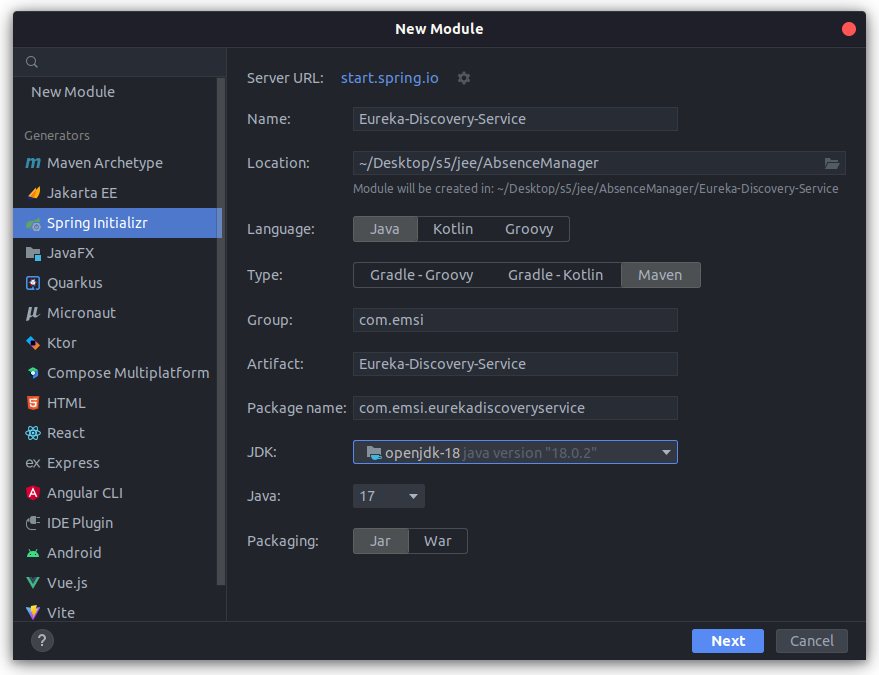 New Module
New Module
Generators
Maven Archetype
Jakarta EE
Spring Initializr
JavaFX
Quarkus
Micronaut
Ktor
Compose Multiplatform
HTML
React
ex Express
Angular CLI
IDE Plugin
Android
Vue.js
Vite
Server URL: start.spring.io
Name: Eureka-Discovery-Service
Location: ~/Desktop/s5/jee/AbsenceManager
Module will be created in: ~/Desktop/s5/jee/AbsenceManager/Eureka-Discovery-Service
Language: Java Kotlin Groovy
Type: Gradle - Groovy Gradle - Kotlin Maven
Group: com.emsi
Artifact: Eureka-Discovery-Service
Package name: com.emsi.eurekadiscoveryservice
JDK: openjdk-18 java version "18.0.2"
Java: 17
Packaging: Jar War
? Next Cancel